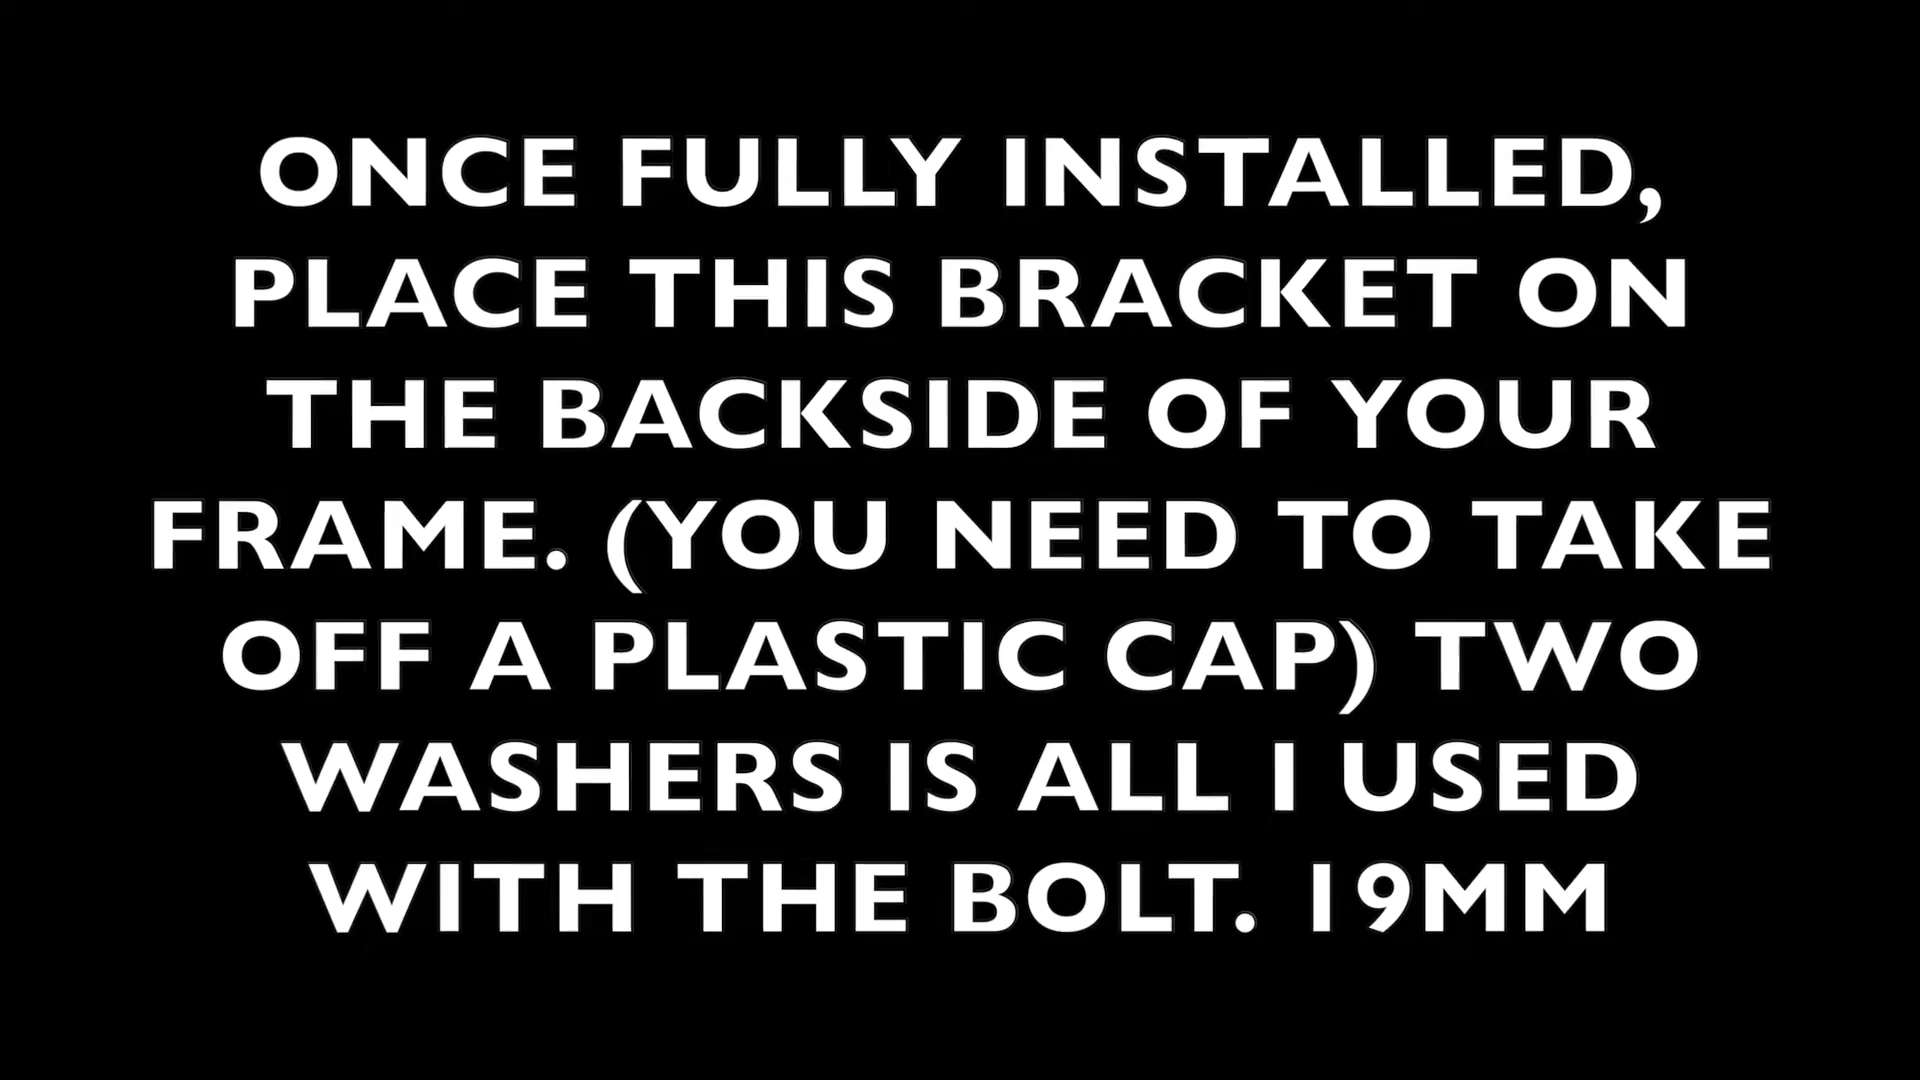 ONCE FULLY INSTALLED,
PLACE THIS BRACKET ON
THE BACKSIDE OF YOUR
FRAME. (YOU NEED TO TAKE
OFF A PLASTIC CAP) TWO
WASHERS IS ALL I USED
WITH THE BOLT. 19MM